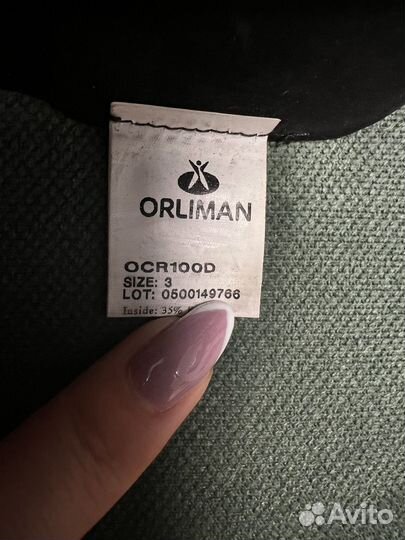 ORLIMAN
OCR100D
SIZE: 3
LOT: 0500149766
Inside: 35%
Avito